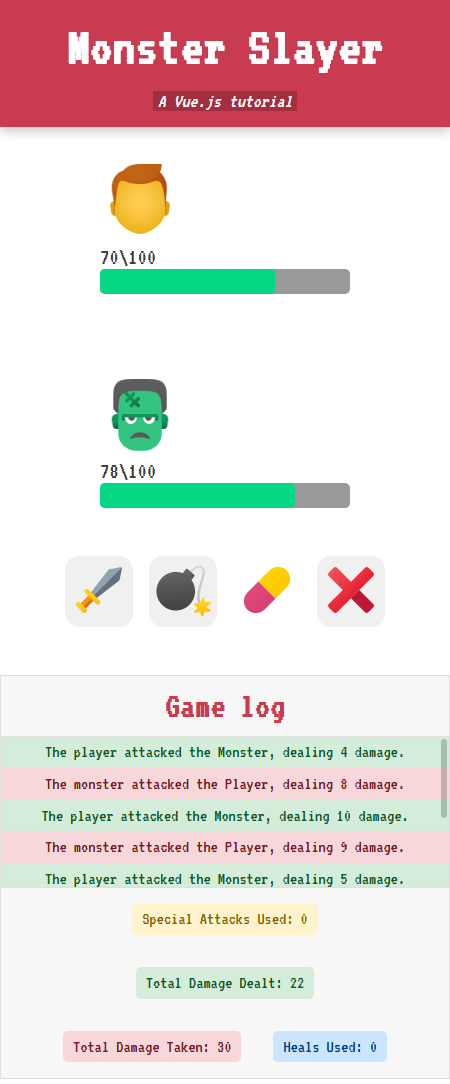 Monster Slayer
A Vue.js tutorial
70\100
78\100
Game log
The player attacked the Monster, dealing 4 damage.
The monster attacked the Player, dealing 8 damage.
The player attacked the Monster, dealing 10 damage.
The monster attacked the Player, dealing 9 damage.
The player attacked the Monster, dealing 5 damage.
Special Attacks Used: 0
Total Damage Dealt: 22
Total Damage Taken: 30
Heals Used: 0